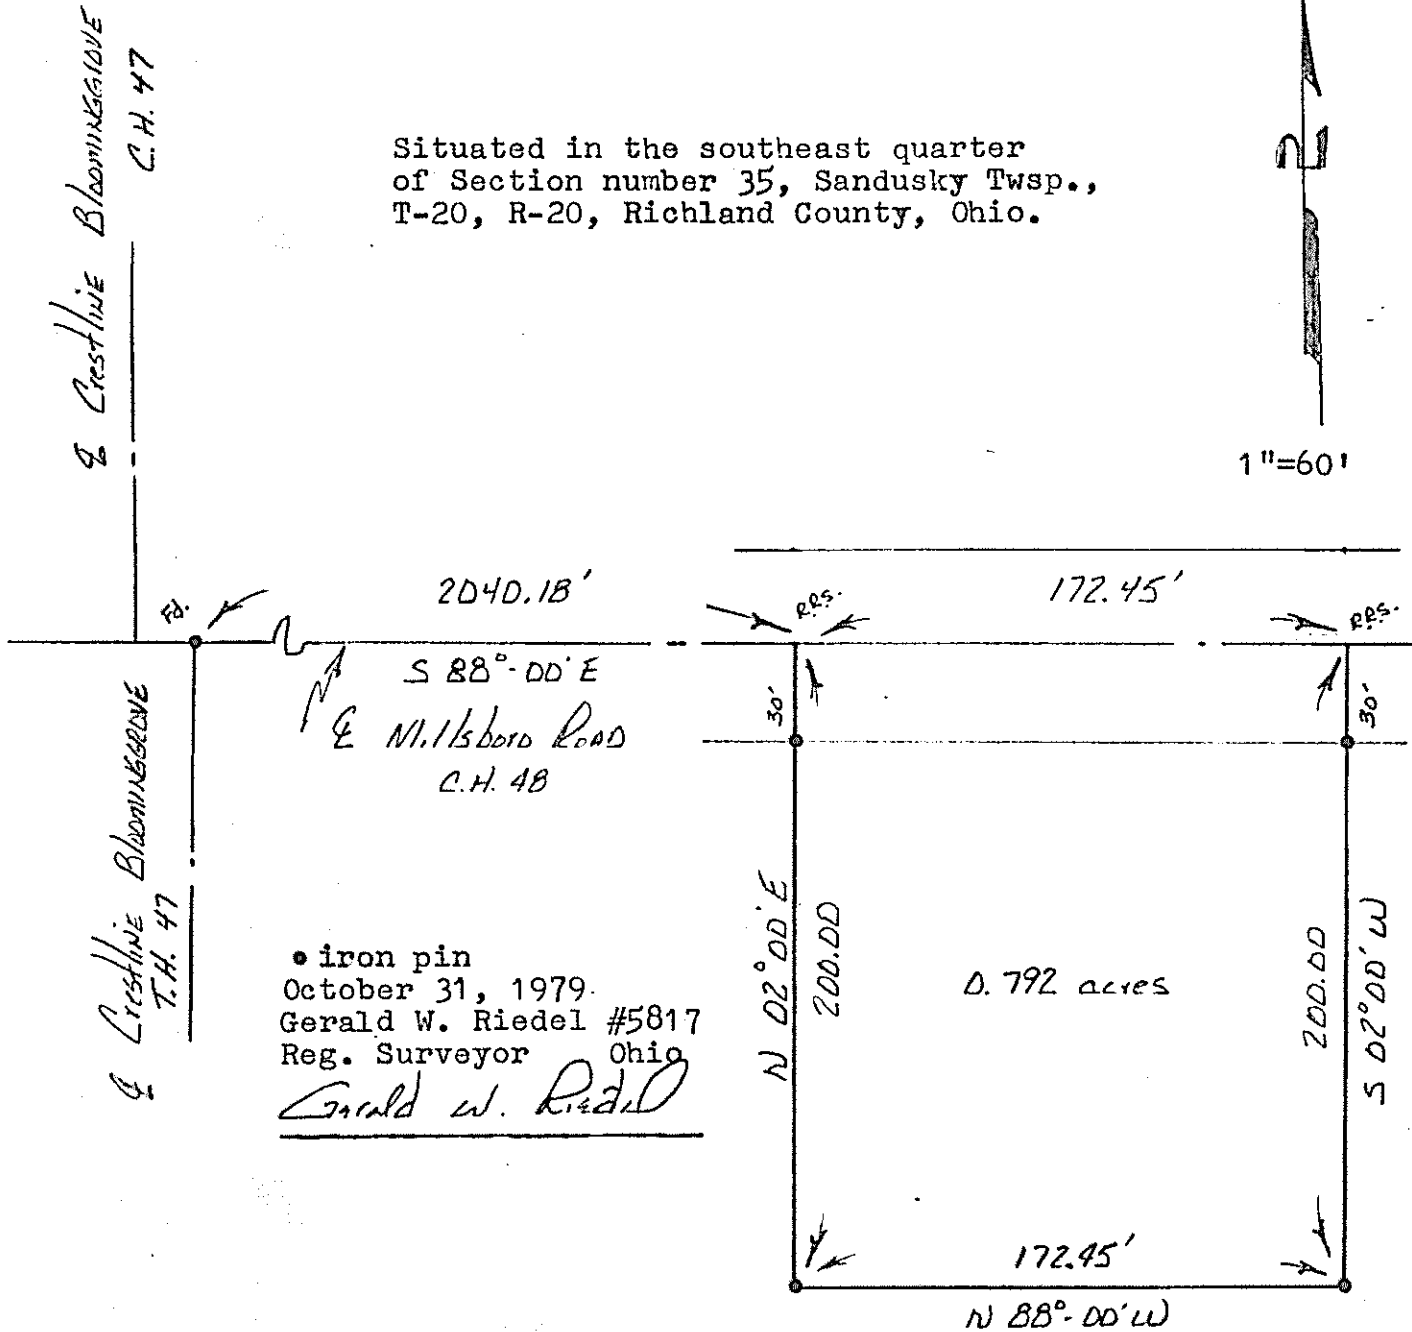 ℄ Crestline Bloominggrove
C.H. 47
Situated in the southeast quarter
of Section number 35, Sandusky Twsp.,
T-20, R-20, Richland County, Ohio.
N
1"=60'
Fd.
2040.18'
R.R.S.
172.45'
R.R.S.
S 88°-00' E
℄ Millsboro Road
C.H. 48
30'
30'
℄ Crestline Bloominggrove
T.H. 47
N 02°00' E
200.00
0.792 acres
200.00
S 02°00' W
iron pin
October 31, 1979
Gerald W. Riedel #5817
Reg. Surveyor Ohio
Gerald W. Riedel
172.45'
N 88°-00' W